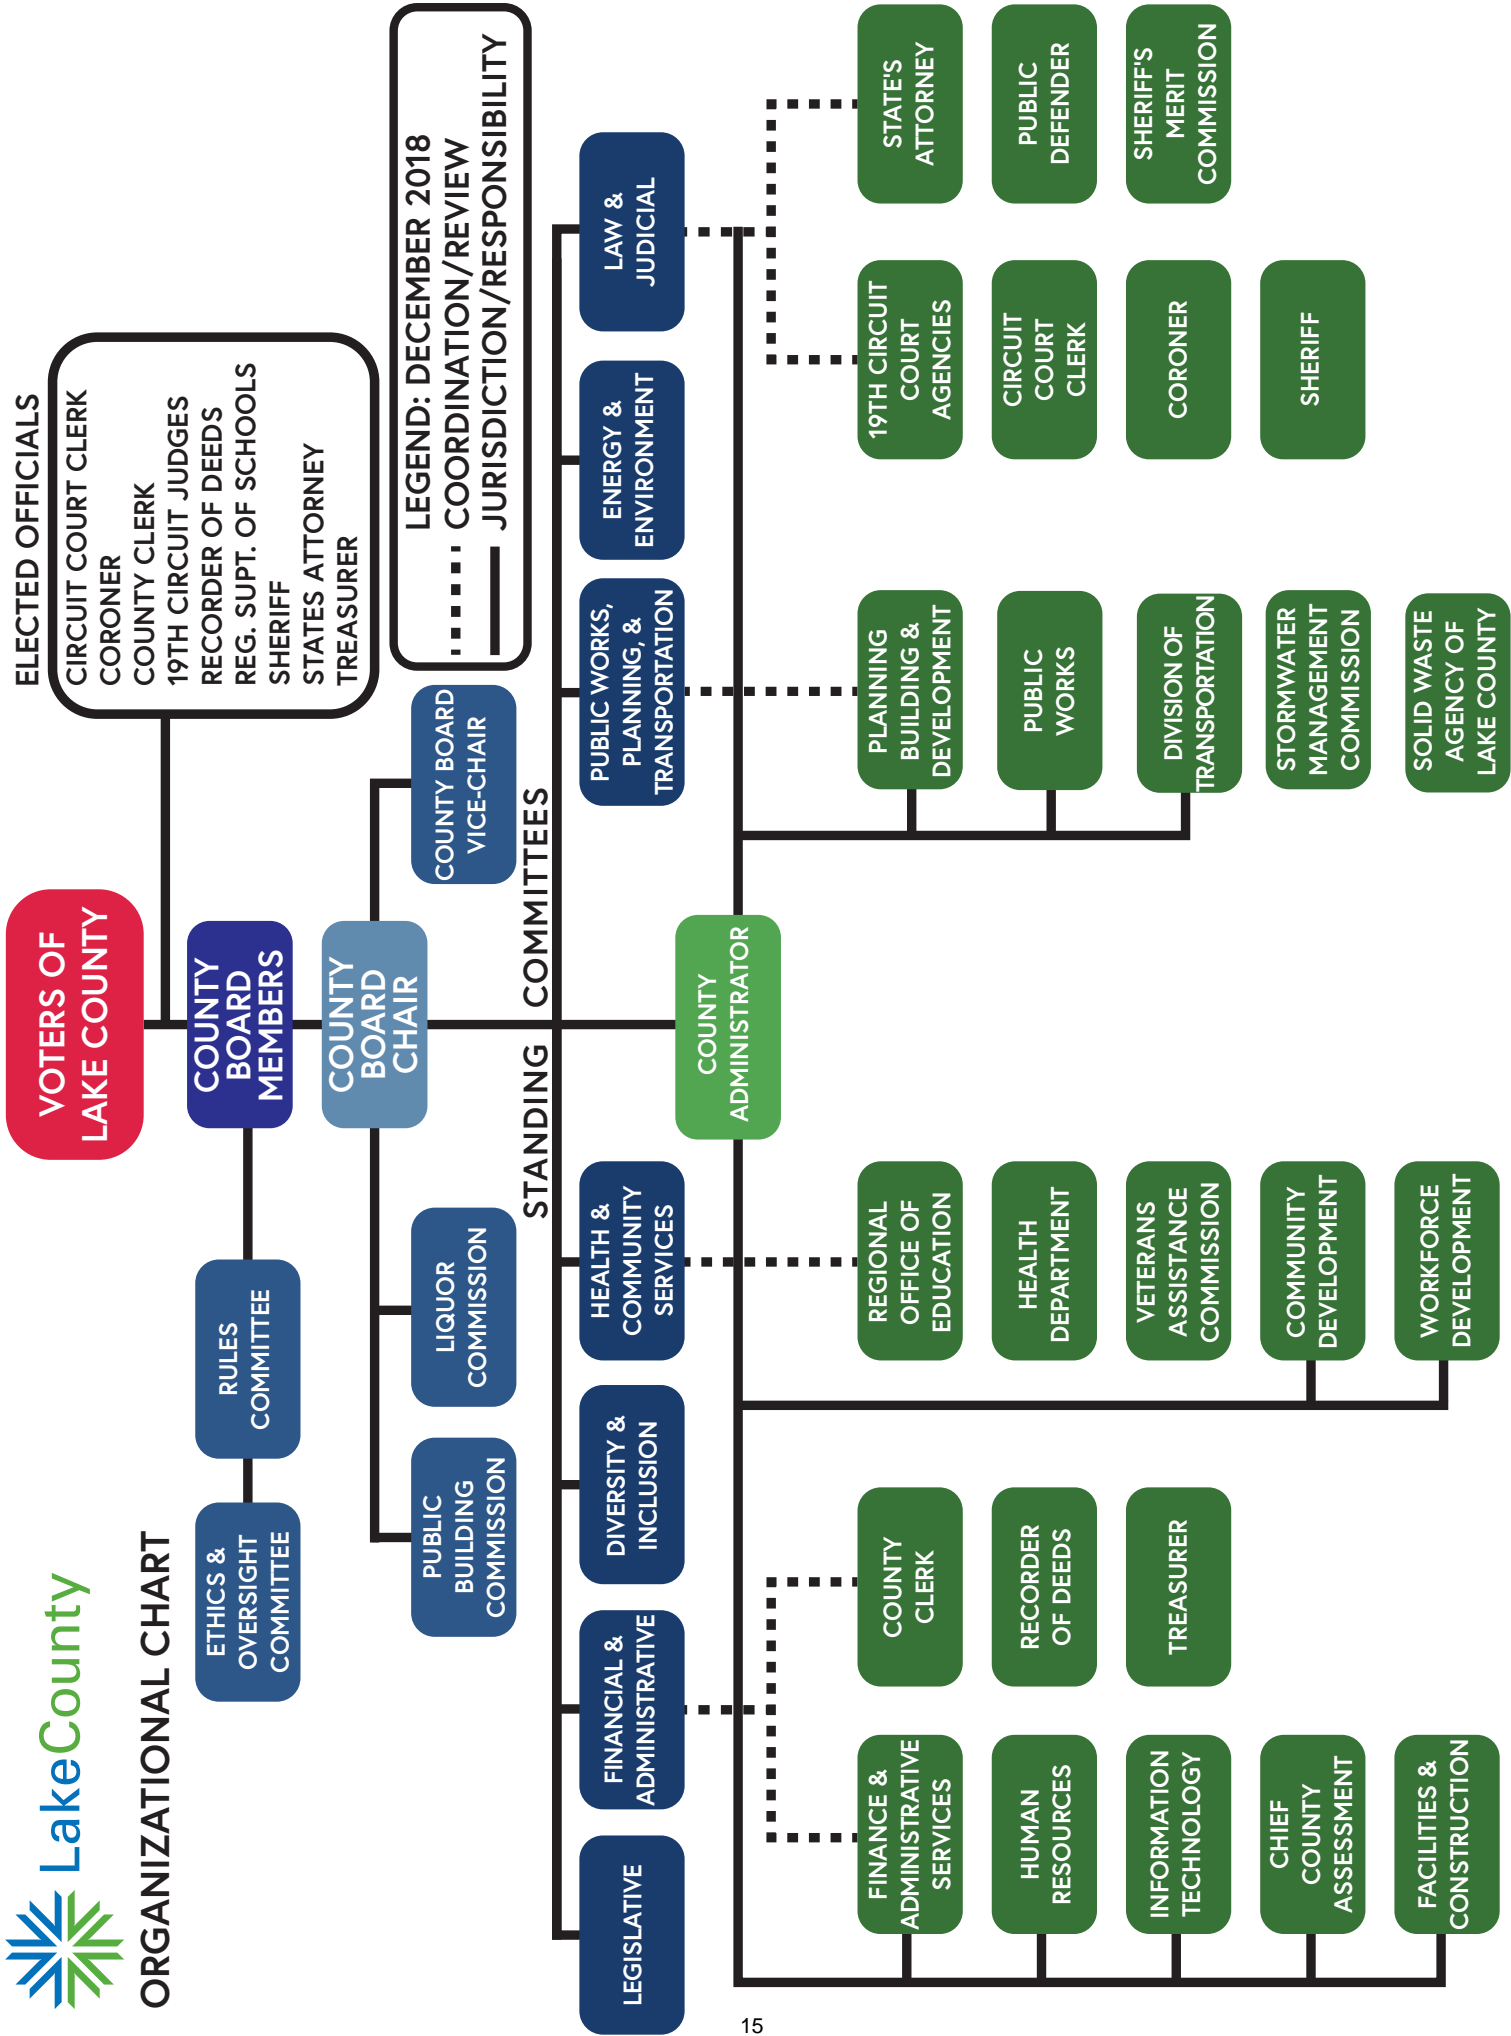 LakeCounty
ORGANIZATIONAL CHART
VOTERS OF
LAKE COUNTY
ELECTED OFFICIALS
CIRCUIT COURT CLERK
CORONER
COUNTY CLERK
19TH CIRCUIT JUDGES
RECORDER OF DEEDS
REG. SUPT. OF SCHOOLS
SHERIFF
STATES ATTORNEY
TREASURER
LEGEND: DECEMBER 2018
COORDINATION/REVIEW
JURISDICTION/RESPONSIBILITY
ETHICS &
OVERSIGHT
COMMITTEE
RULES
COMMITTEE
COUNTY
BOARD
MEMBERS
COUNTY
BOARD
CHAIR
PUBLIC
BUILDING
COMMISSION
LIQUOR
COMMISSION
COUNTY BOARD
VICE-CHAIR
STANDING COMMITTEES
LEGISLATIVE
FINANCIAL &
ADMINISTRATIVE
DIVERSITY &
INCLUSION
HEALTH &
COMMUNITY
SERVICES
PUBLIC WORKS,
PLANNING, &
TRANSPORTATION
ENERGY &
ENVIRONMENT
LAW &
JUDICIAL
COUNTY
ADMINISTRATOR
FINANCE &
ADMINISTRATIVE
SERVICES
HUMAN
RESOURCES
INFORMATION
TECHNOLOGY
CHIEF
COUNTY
ASSESSMENT
FACILITIES &
CONSTRUCTION
COUNTY
CLERK
RECORDER
OF DEEDS
TREASURER
REGIONAL
OFFICE OF
EDUCATION
HEALTH
DEPARTMENT
VETERANS
ASSISTANCE
COMMISSION
COMMUNITY
DEVELOPMENT
WORKFORCE
DEVELOPMENT
PLANNING
BUILDING &
DEVELOPMENT
PUBLIC
WORKS
DIVISION OF
TRANSPORTATION
STORMWATER
MANAGEMENT
COMMISSION
SOLID WASTE
AGENCY OF
LAKE COUNTY
19TH CIRCUIT
COURT
AGENCIES
CIRCUIT
COURT
CLERK
CORONER
SHERIFF
STATE'S
ATTORNEY
PUBLIC
DEFENDER
SHERIFF'S
MERIT
COMMISSION
15